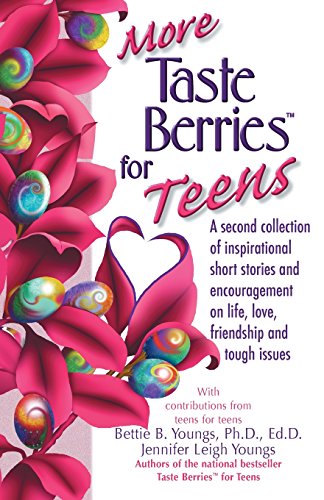 More
Taste
Berries™
for Teens
A second collection
of inspirational
short stories and
encouragement
on life, love,
friendship and
tough issues
With
contributions from
teens for teens
Bettie B. Youngs, Ph.D., Ed.D.
Jennifer Leigh Youngs
Authors of the national bestseller
Taste Berries™ for Teens